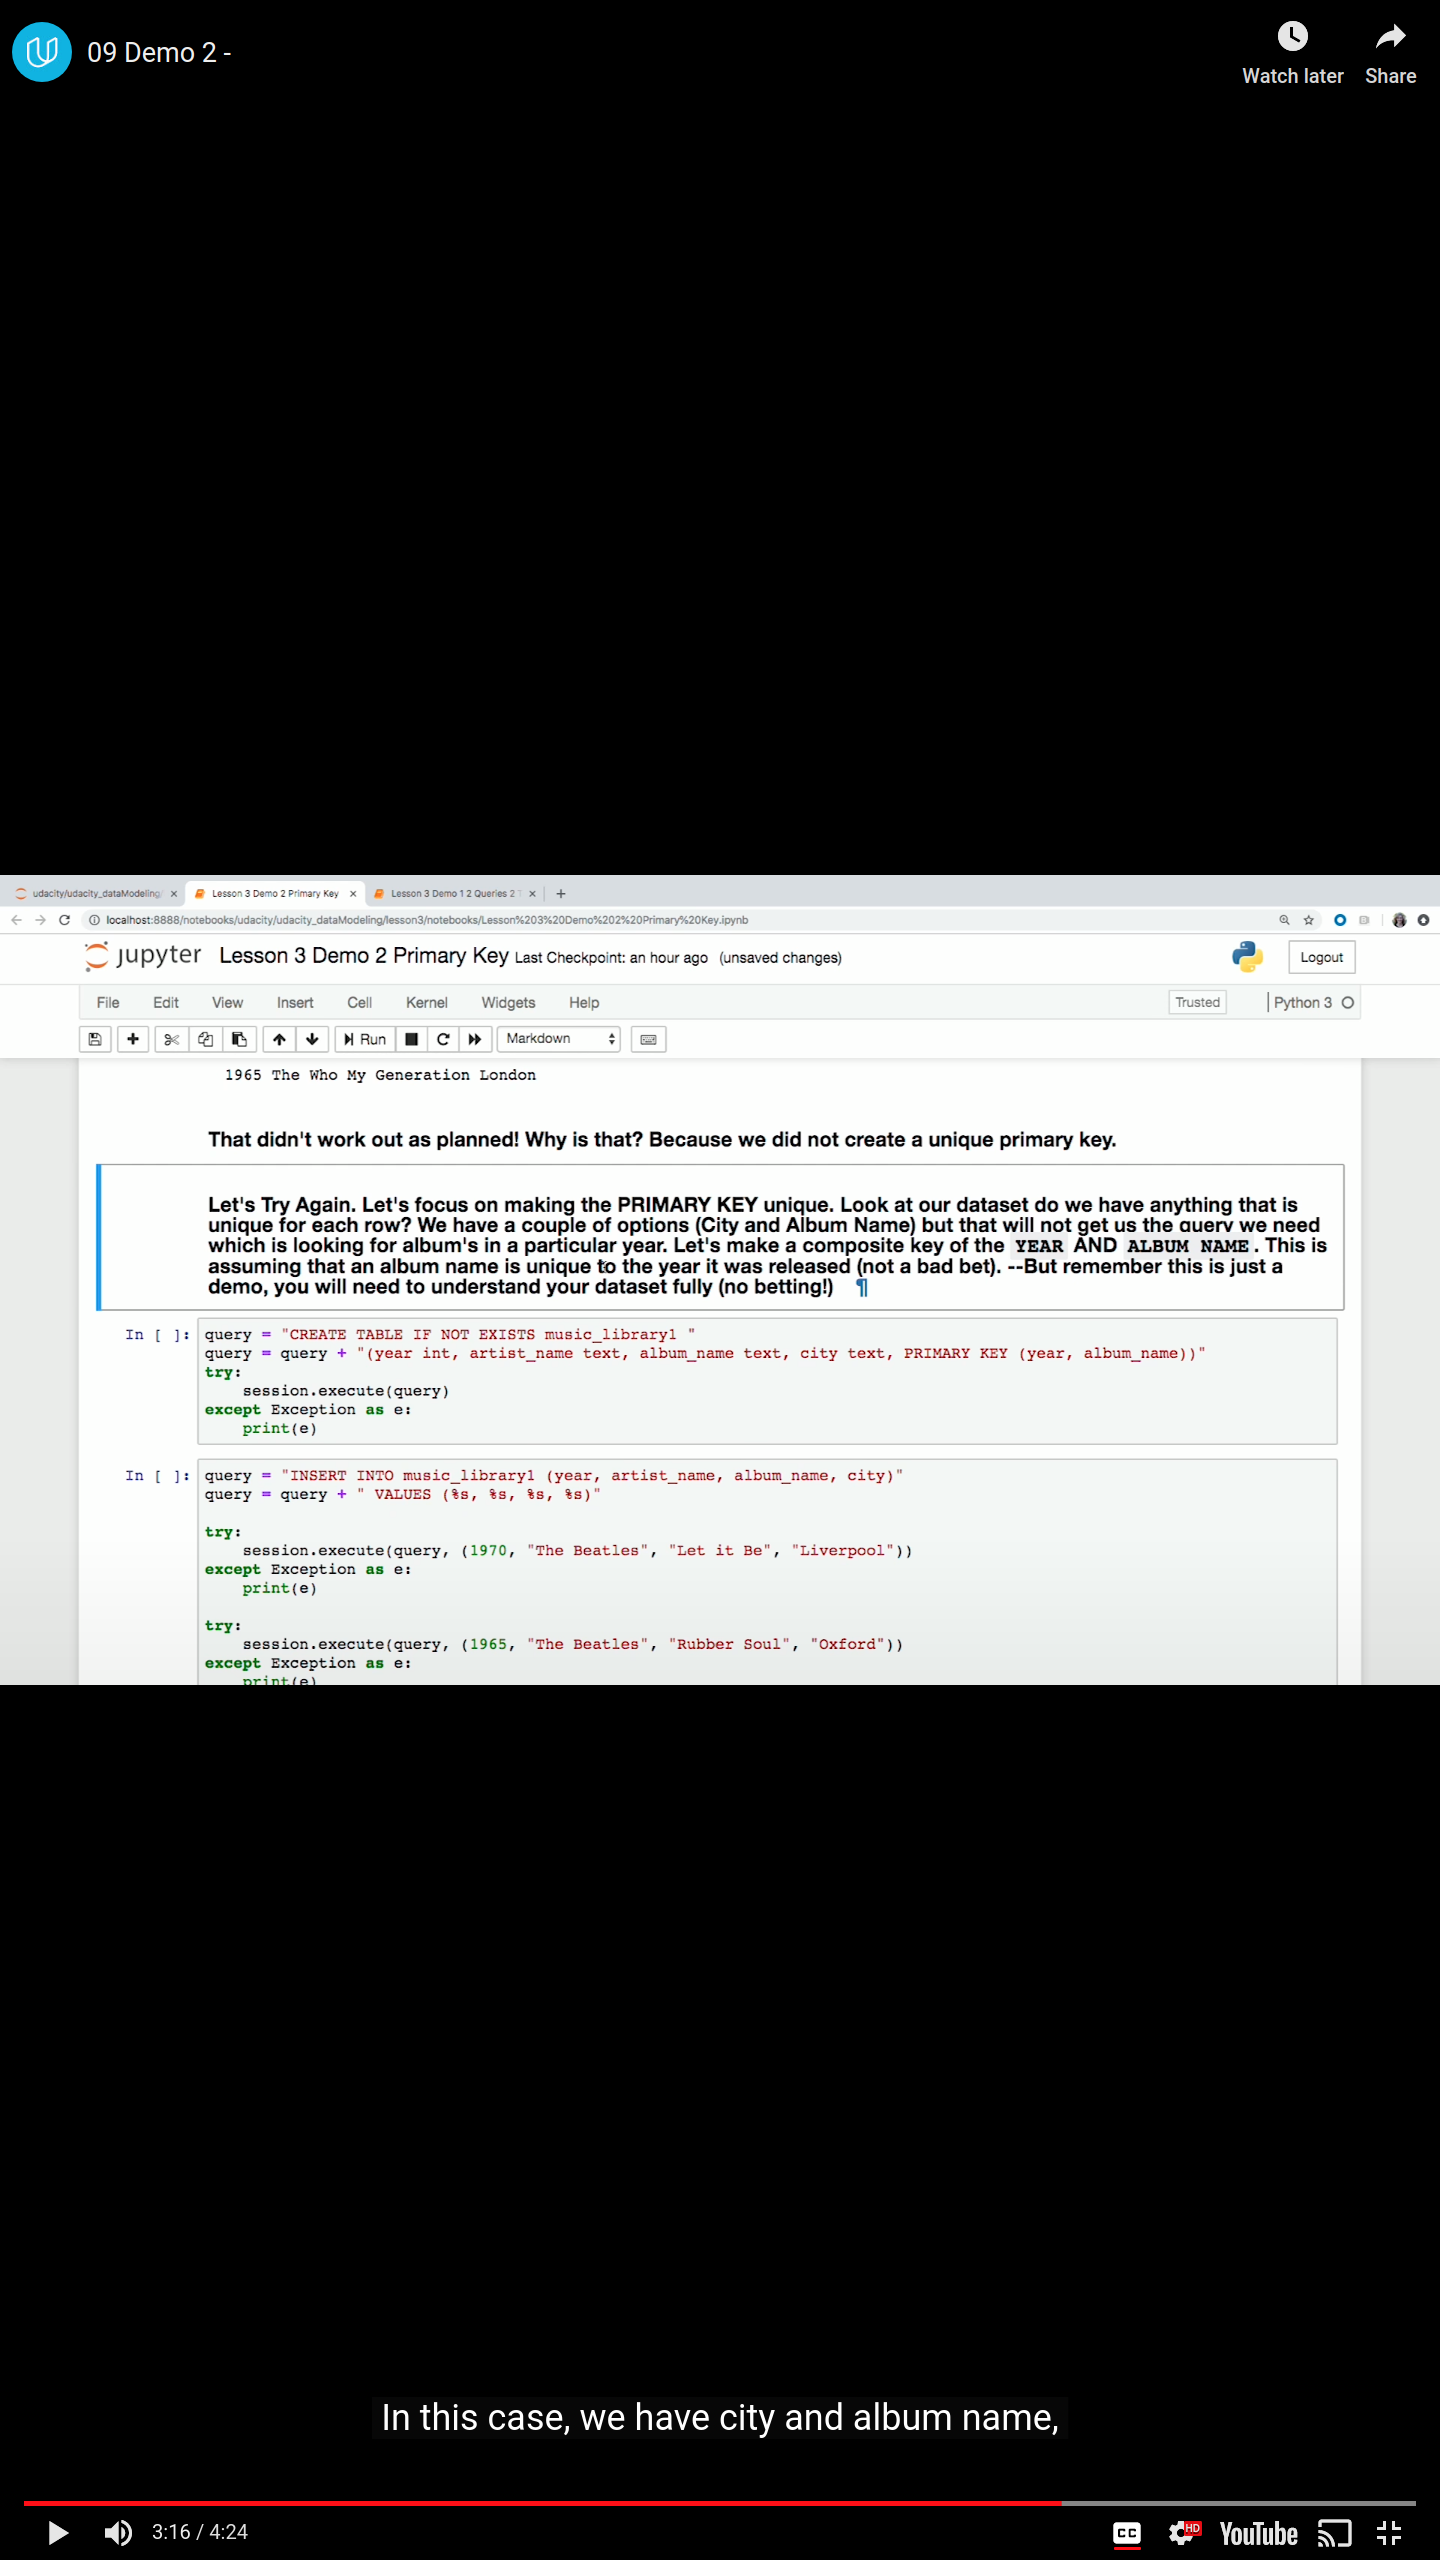 09 Demo 2 -
Watch later
Share
udacity/udacity_dataModeling/
Lesson 3 Demo 2 Primary Key
Lesson 3 Demo 1 2 Queries 2 T
localhost:8888/notebooks/udacity/udacity_dataModeling/lesson3/notebooks/Lesson%203%20Demo%202%20Primary%20Key.ipynb
jupyter Lesson 3 Demo 2 Primary Key Last Checkpoint: an hour ago (unsaved changes)
Logout
File Edit View Insert Cell Kernel Widgets Help
Trusted
Python 3
Run
Markdown
1965 The Who My Generation London
That didn't work out as planned! Why is that? Because we did not create a unique primary key.
Let's Try Again. Let's focus on making the PRIMARY KEY unique. Look at our dataset do we have anything that is
unique for each row? We have a couple of options (City and Album Name) but that will not get us the query we need
which is looking for album's in a particular year. Let's make a composite key of the YEAR AND ALBUM NAME. This is
assuming that an album name is unique to the year it was released (not a bad bet). --But remember this is just a
demo, you will need to understand your dataset fully (no betting!) ¶
In [ ]: query = "CREATE TABLE IF NOT EXISTS music_library1 "
query = query + "(year int, artist_name text, album_name text, city text, PRIMARY KEY (year, album_name))"
try:
session.execute(query)
except Exception as e:
print(e)
In [ ]: query = "INSERT INTO music_library1 (year, artist_name, album_name, city)"
query = query + " VALUES (%s, %s, %s, %s)"
try:
session.execute(query, (1970, "The Beatles", "Let it Be", "Liverpool"))
except Exception as e:
print(e)
try:
session.execute(query, (1965, "The Beatles", "Rubber Soul", "Oxford"))
except Exception as e:
print(e)
In this case, we have city and album name,
3:16 / 4:24
CC
HD
YouTube